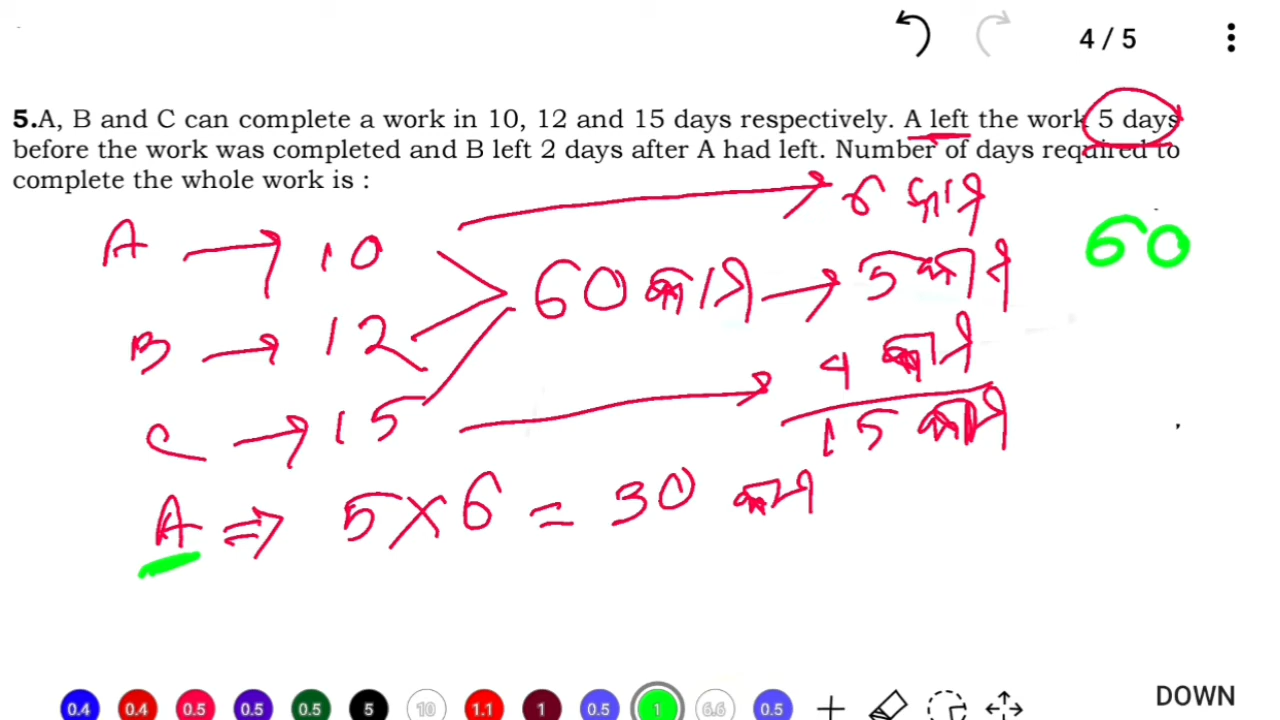 4 / 5
5.A, B and C can complete a work in 10, 12 and 15 days respectively. A left the work 5 days
before the work was completed and B left 2 days after A had left. Number of days required to
complete the whole work is :
A → 10 → 6
B → 12 60 → 5
C → 15 → 4
15
60
A ⇒ 5 × 6 = 30
0.4 0.4 0.5 0.5 0.5 5 10 1.1 1 0.5 1 6.6 0.5
DOWN